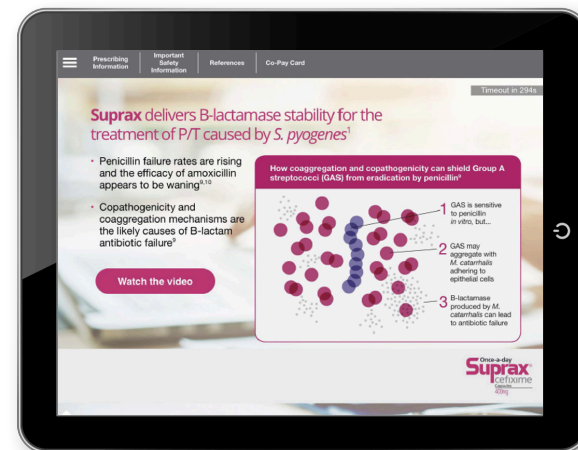 Prescribing
Information
Important
Safety
Information
References
Co-Pay Card
Timeout in 294s
Suprax delivers B-lactamase stability for the
treatment of P/T caused by S. pyogenes1
• Penicillin failure rates are rising
and the efficacy of amoxicillin
appears to be waning9,10
• Copathogenicity and
coaggregation mechanisms are
the likely causes of B-lactam
antibiotic failure9
Watch the video
How coaggregation and copathogenicity can shield Group A
streptococci (GAS) from eradication by penicillin9
1 GAS is sensitive
to penicillin
in vitro, but...
2 GAS may
aggregate with
M. catarrhalis
adhering to
epithelial cells
3 B-lactamase
produced by M.
catarrhalis can lead
to antibiotic failure
Once-a-day
Suprax
cefixime
Capsules
400mg